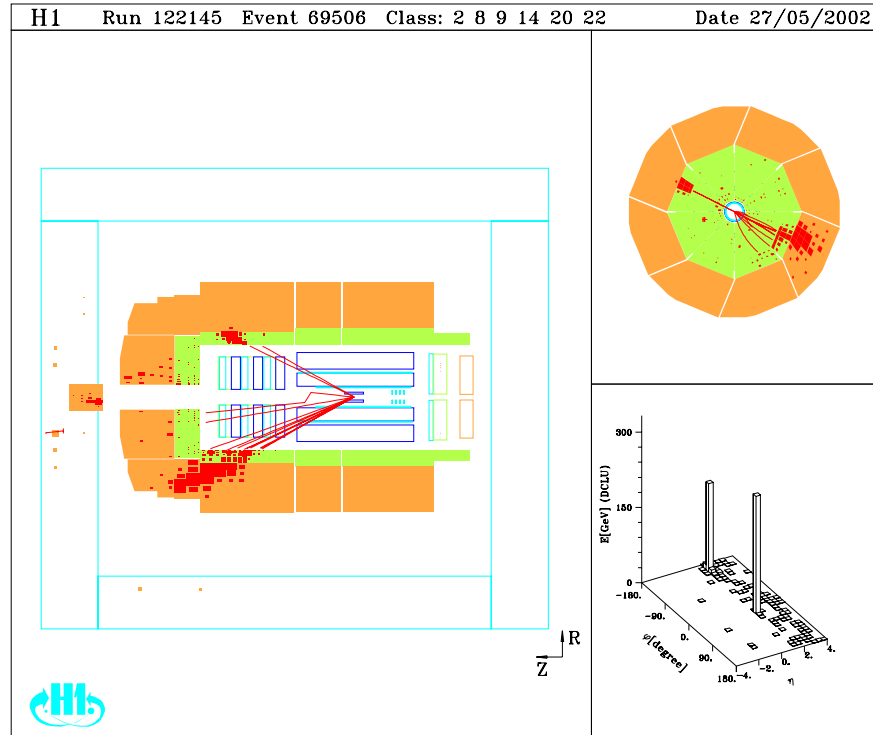 H1 Run 122145 Event 69506 Class: 2 8 9 14 20 22 Date 27/05/2002
E[GeV] (DCLU)
300
150
0
-180.
-90.
0.
90.
180.
φ[degree]
-4.
-2.
0.
2.
4.
η
R
Z
H1